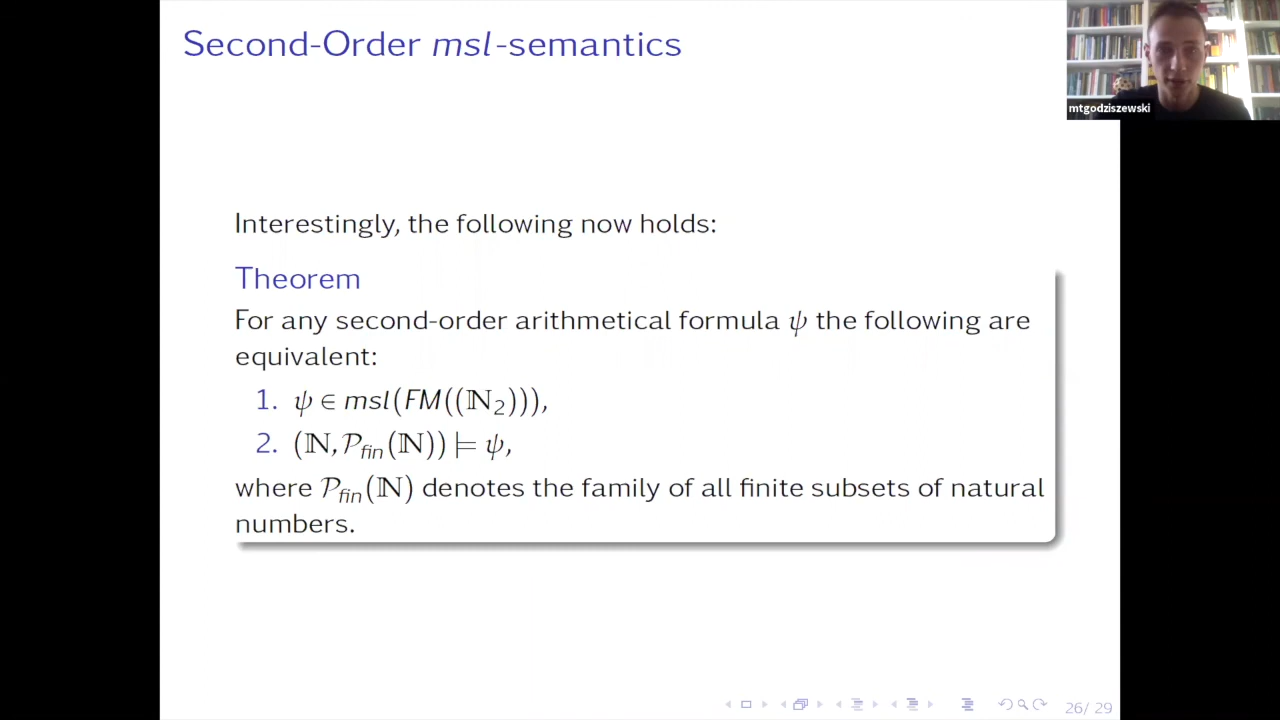 Second-Order msl-semantics
mtgodziszewski
Interestingly, the following now holds:
Theorem
For any second-order arithmetical formula ψ the following are
equivalent:
1. ψ ∈ msl(FM((ℕ₂))),
2. (ℕ, 𝒫_fin(ℕ)) ⊨ ψ,
where 𝒫_fin(ℕ) denotes the family of all finite subsets of natural
numbers.
26/ 29